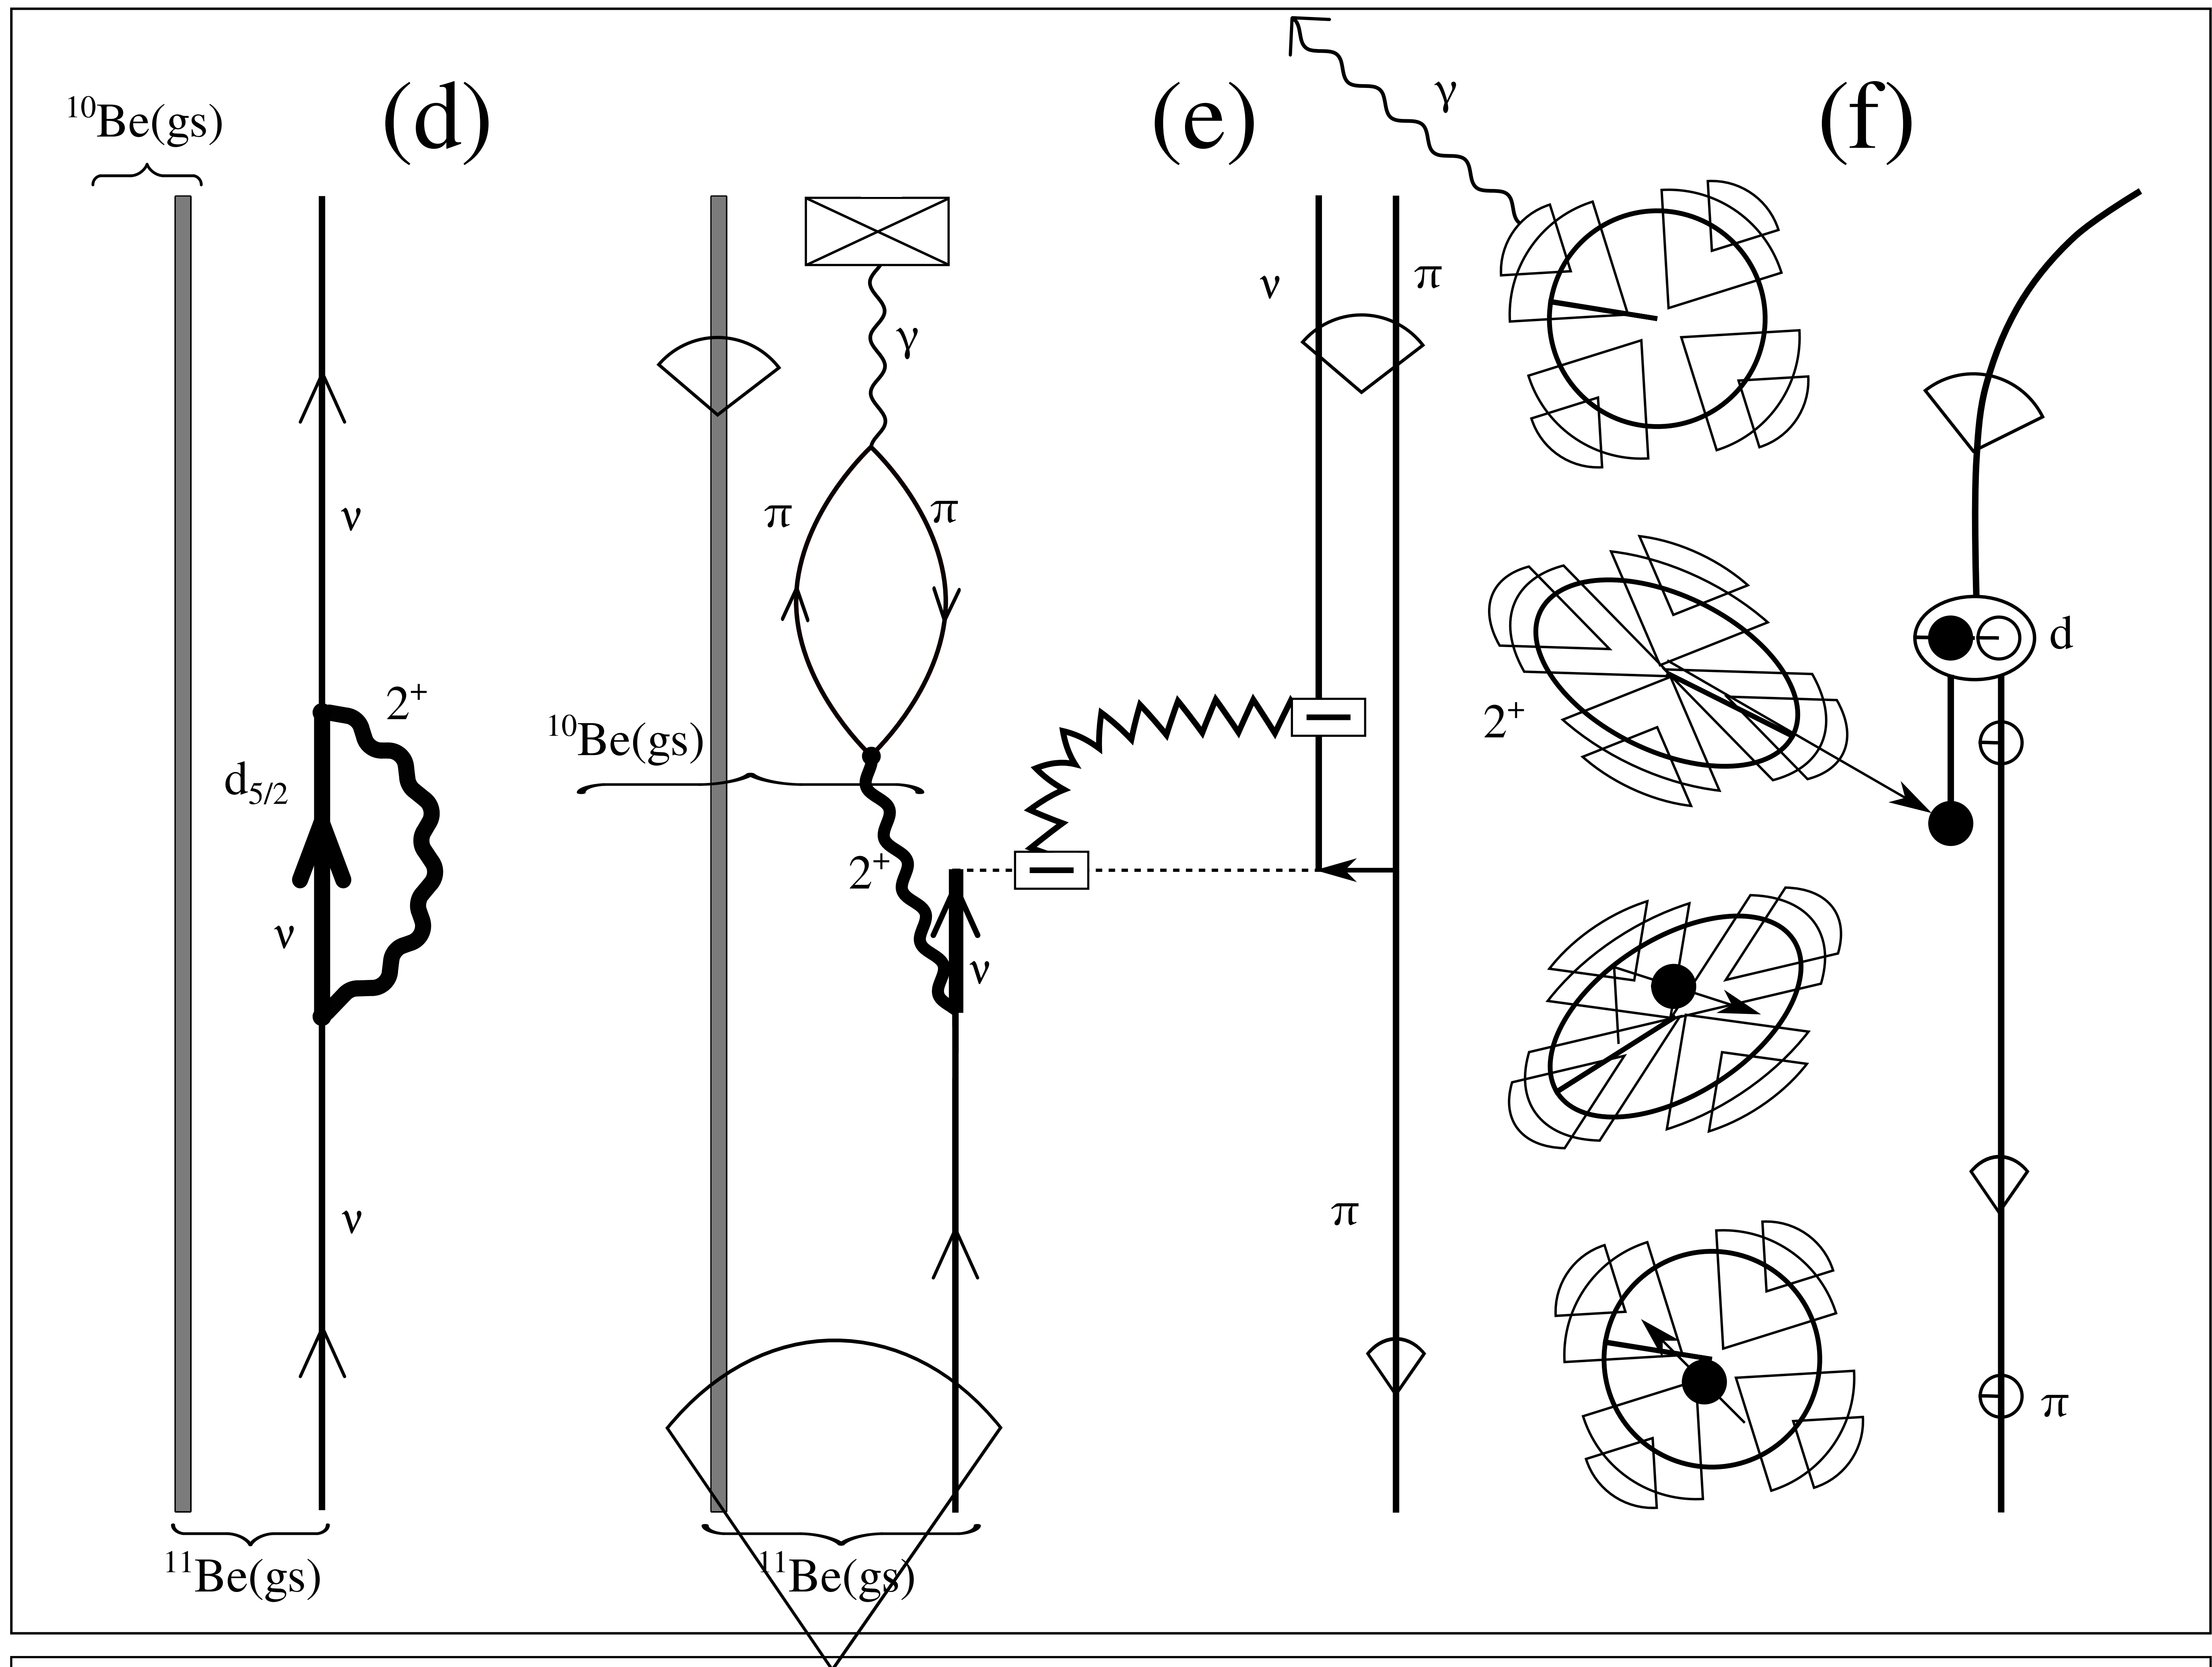 (d)
(e)
(f)
¹⁰Be(gs)
ν
2⁺
d₅/₂
ν
ν
¹¹Be(gs)
γ
π
π
¹⁰Be(gs)
2⁺
ν
¹¹Be(gs)
ν
π
π
γ
2⁺
d
π